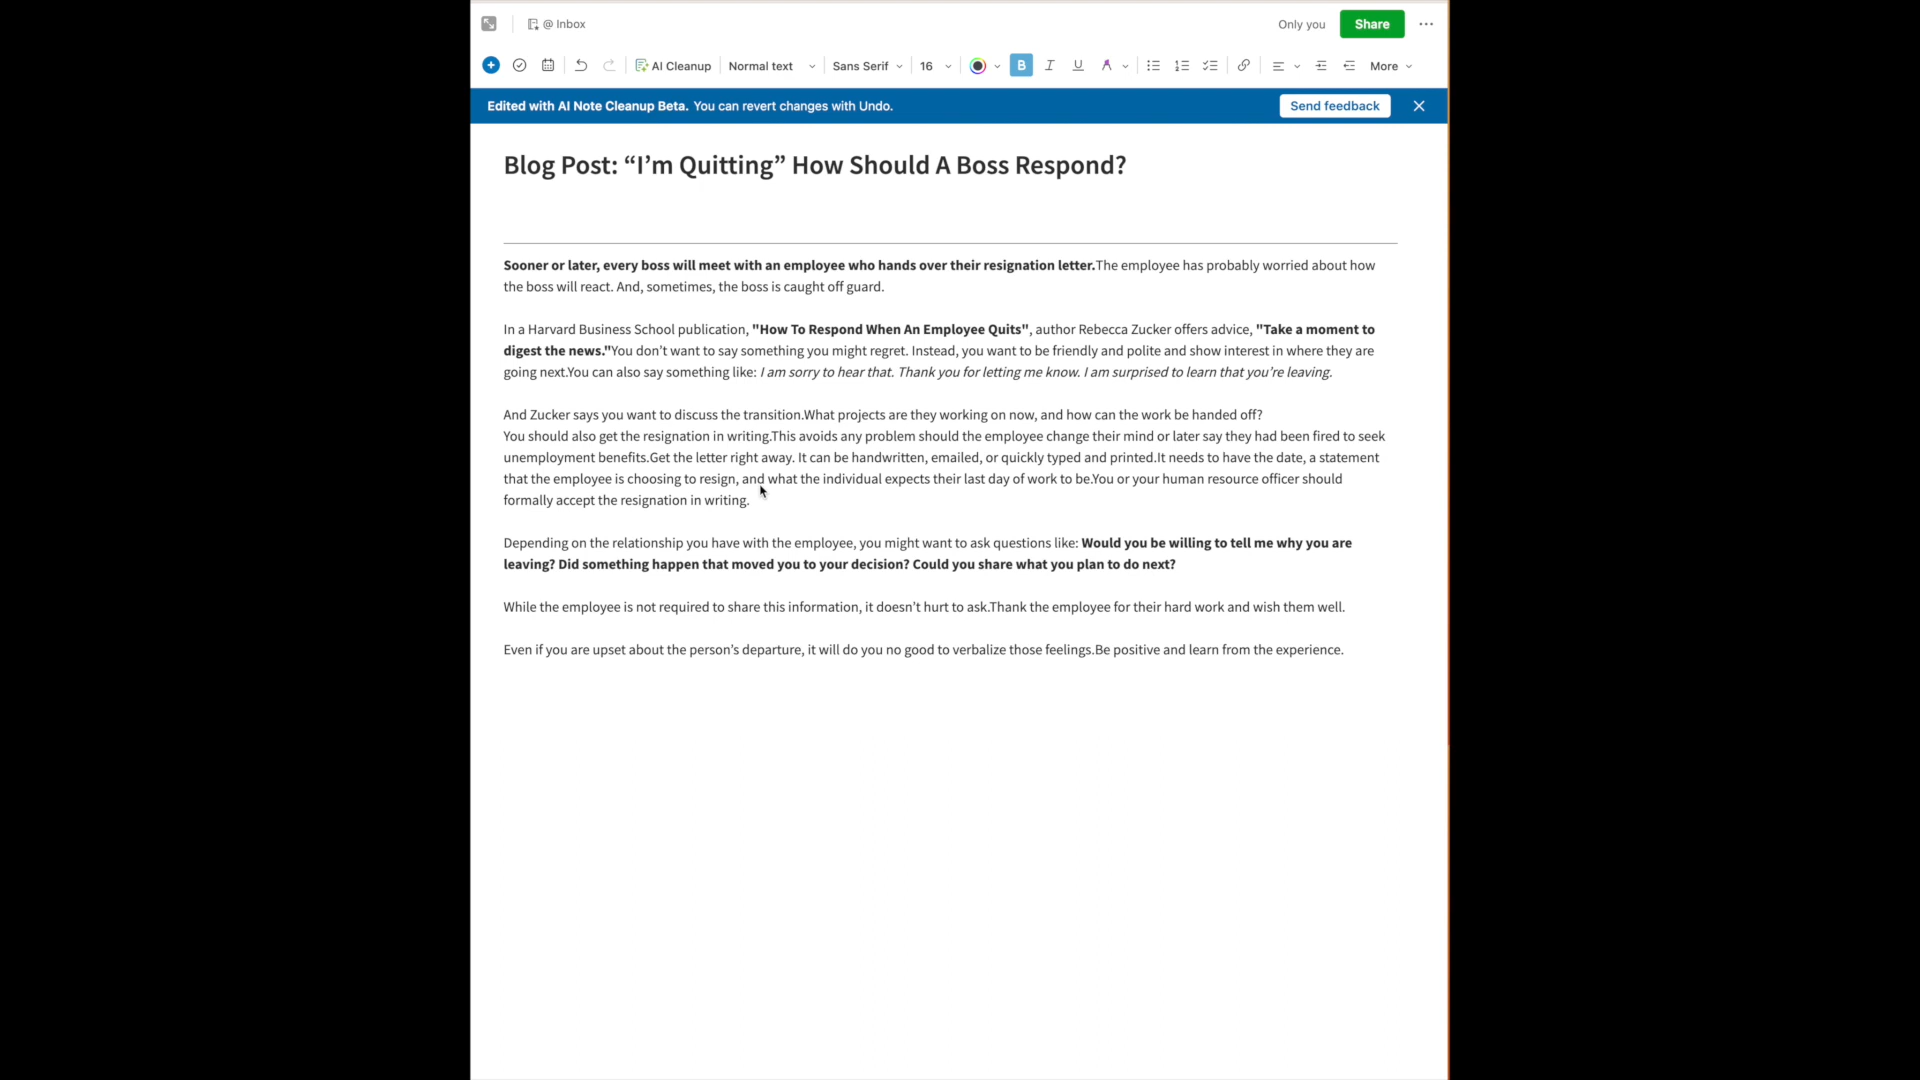 @ Inbox
Only you
Share
AI Cleanup
Normal text
Sans Serif
16
B
I
U
A
More
Edited with AI Note Cleanup Beta. You can revert changes with Undo.
Send feedback
Blog Post: “I’m Quitting” How Should A Boss Respond?
Sooner or later, every boss will meet with an employee who hands over their resignation letter.The employee has probably worried about how
the boss will react. And, sometimes, the boss is caught off guard.
In a Harvard Business School publication, "How To Respond When An Employee Quits", author Rebecca Zucker offers advice, "Take a moment to
digest the news."You don’t want to say something you might regret. Instead, you want to be friendly and polite and show interest in where they are
going next.You can also say something like: I am sorry to hear that. Thank you for letting me know. I am surprised to learn that you’re leaving.
And Zucker says you want to discuss the transition.What projects are they working on now, and how can the work be handed off?
You should also get the resignation in writing.This avoids any problem should the employee change their mind or later say they had been fired to seek
unemployment benefits.Get the letter right away. It can be handwritten, emailed, or quickly typed and printed.It needs to have the date, a statement
that the employee is choosing to resign, and what the individual expects their last day of work to be.You or your human resource officer should
formally accept the resignation in writing.
Depending on the relationship you have with the employee, you might want to ask questions like: Would you be willing to tell me why you are
leaving? Did something happen that moved you to your decision? Could you share what you plan to do next?
While the employee is not required to share this information, it doesn’t hurt to ask.Thank the employee for their hard work and wish them well.
Even if you are upset about the person’s departure, it will do you no good to verbalize those feelings.Be positive and learn from the experience.